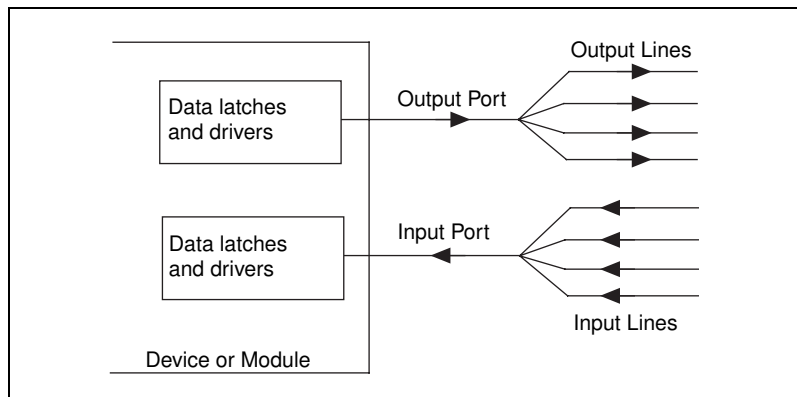 Output Lines
Data latches
and drivers
Output Port
Data latches
and drivers
Input Port
Input Lines
Device or Module